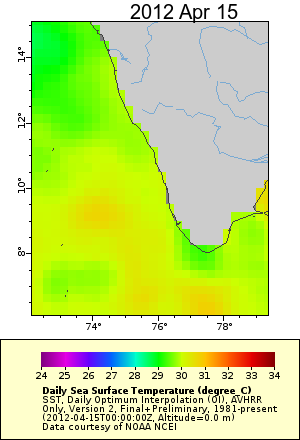 2012 Apr 15
14°
12°
10°
8°
74° 76° 78°
24 25 26 27 28 29 30 31 32 33 34
Daily Sea Surface Temperature (degree_C)
SST, Daily Optimum Interpolation (OI), AVHRR
Only, Version 2, Final+Preliminary, 1981-present
(2012-04-15T00:00:00Z, Altitude=0.0 m)
Data courtesy of NOAA NCEI